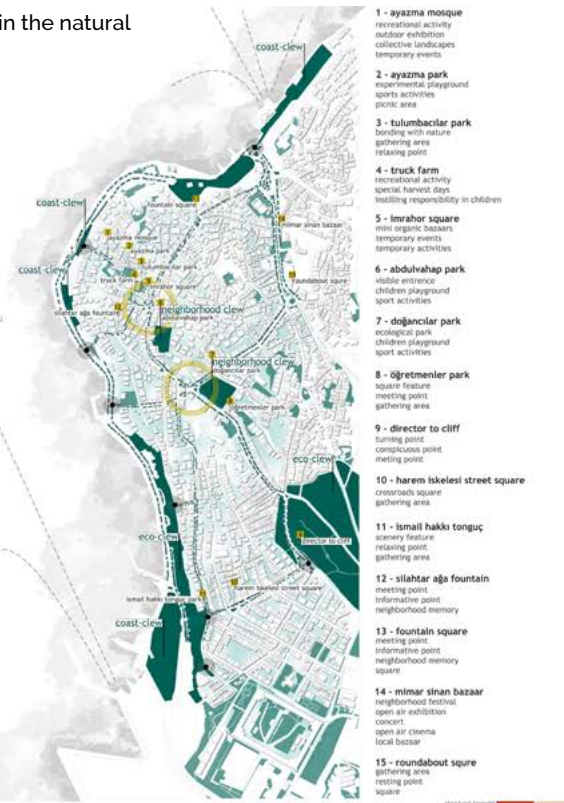 in the natural
coast-clew
fountain square
mimar sinan bazaar
coast-clew
ayazma mosque
ayazma park
tulumbacılar park
coast-clew
truck farm
imrahor square
roundabout square
silahtar ağa fountain
neighborhood clew
abdulvahap park
neighborhood clew
doğancılar park
öğretmenler park
eco-clew
eco-clew
director to cliff
harem iskelesi street square
ismail hakkı tonguç park
coast-clew
1 - ayazma mosque
recreational activity
outdoor exhibition
collective landscapes
temporary events
2 - ayazma park
experimental playground
sports activities
picnic area
3 - tulumbacılar park
bonding with nature
gathering area
relaxing point
4 - truck farm
recreational activity
special harvest days
instilling responsibility in children
5 - imrahor square
mini organic bazaars
temporary events
temporary activities
6 - abdulvahap park
visible entrence
children playground
sport activities
7 - doğancılar park
ecological park
children playground
sport activities
8 - öğretmenler park
square feature
meeting point
gathering area
9 - director to cliff
turning point
conspicuous point
meting point
10 - harem iskelesi street square
crossroads square
gathering area
11 - ismail hakkı tonguç
scenery feature
relaxing point
gathering area
12 - silahtar ağa fountain
meeting point
informative point
neighborhood memory
13 - fountain square
meeting point
informative point
neighborhood memory
square
14 - mimar sinan bazaar
neighborhood festival
open air exhibition
concert
open air cinema
local bazaar
15 - roundabout squre
gathering area
resting point
square